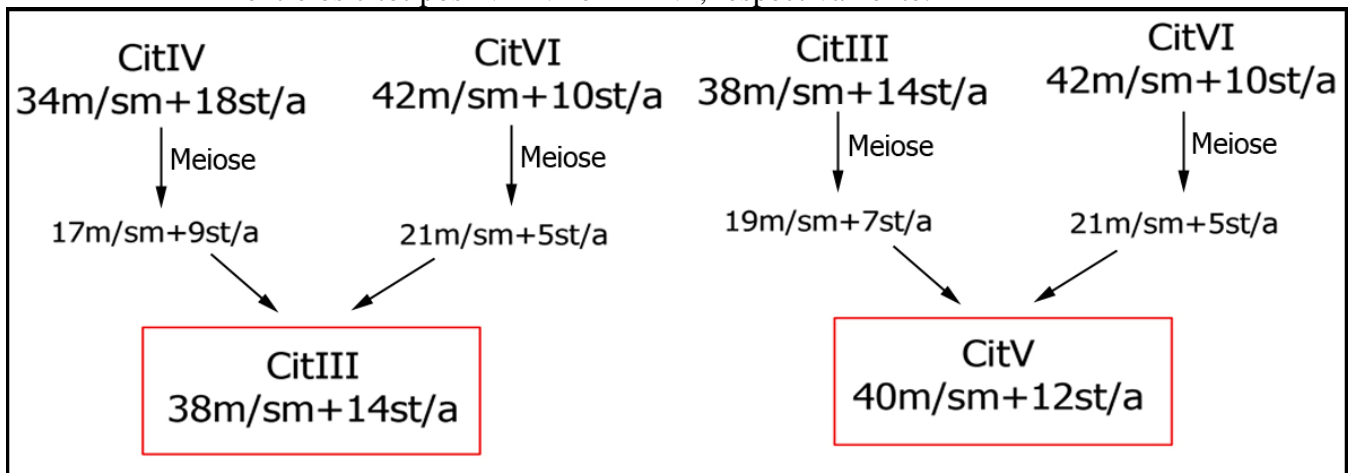 CitIV
34m/sm+18st/a
Meiose
17m/sm+9st/a
CitVI
42m/sm+10st/a
Meiose
21m/sm+5st/a
CitIII
38m/sm+14st/a
CitIII
38m/sm+14st/a
Meiose
19m/sm+7st/a
CitVI
42m/sm+10st/a
Meiose
21m/sm+5st/a
CitV
40m/sm+12st/a